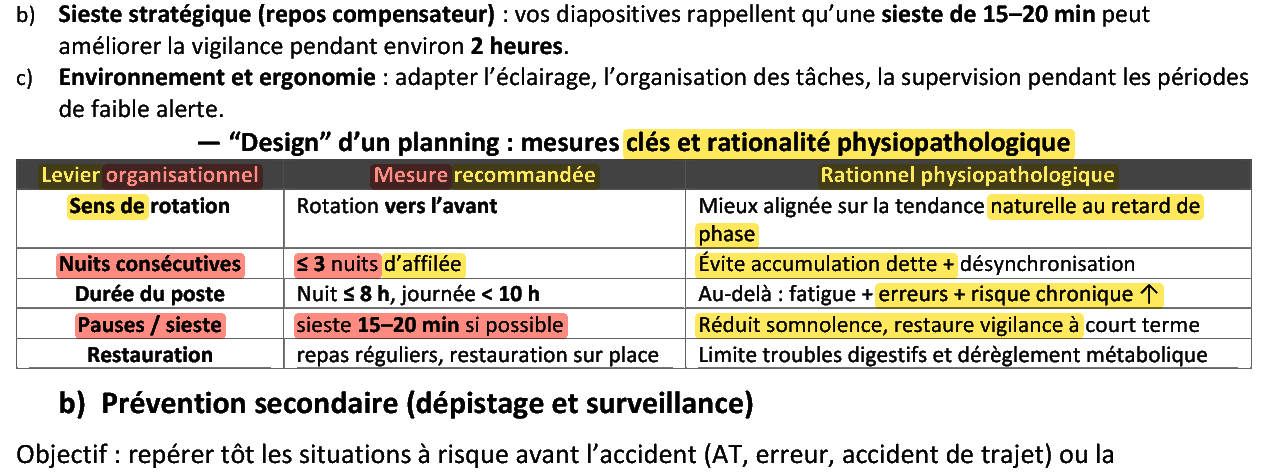 b) Sieste stratégique (repos compensateur) : vos diapositives rappellent qu’une sieste de 15–20 min peut
améliorer la vigilance pendant environ 2 heures.
c) Environnement et ergonomie : adapter l’éclairage, l’organisation des tâches, la supervision pendant les périodes
de faible alerte.
— “Design” d’un planning : mesures clés et rationalité physiopathologique
Levier organisationnel Mesure recommandée Rationnel physiopathologique
Sens de rotation Rotation vers l’avant Mieux alignée sur la tendance naturelle au retard de
phase
Nuits consécutives ≤ 3 nuits d’affilée Évite accumulation dette + désynchronisation
Durée du poste Nuit ≤ 8 h, journée < 10 h Au-delà : fatigue + erreurs + risque chronique ↑
Pauses / sieste sieste 15–20 min si possible Réduit somnolence, restaure vigilance à court terme
Restauration repas réguliers, restauration sur place Limite troubles digestifs et dérèglement métabolique
b) Prévention secondaire (dépistage et surveillance)
Objectif : repérer tôt les situations à risque avant l’accident (AT, erreur, accident de trajet) ou la